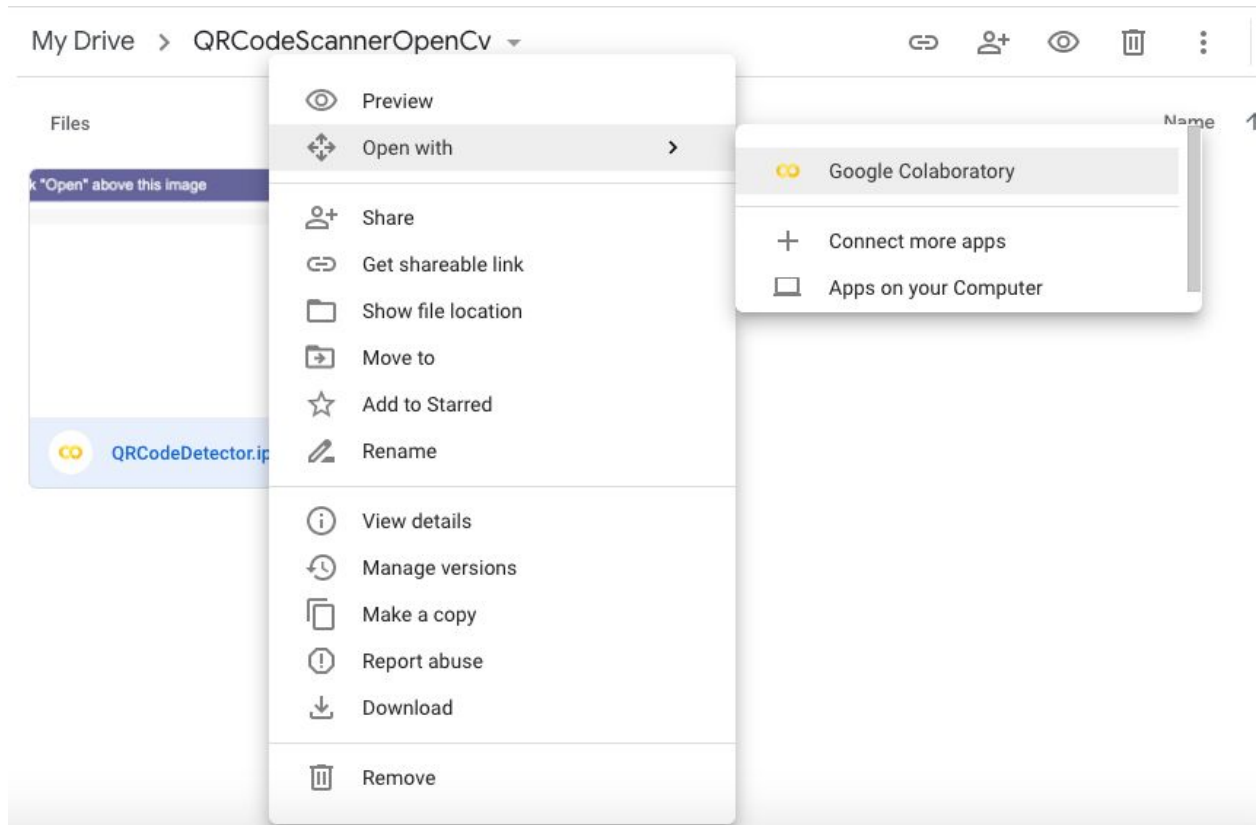 My Drive > QRCodeScannerOpenCv
Files
Name
k "Open" above this image
QRCodeDetector.ip
Preview
Open with
Share
Get shareable link
Show file location
Move to
Add to Starred
Rename
View details
Manage versions
Make a copy
Report abuse
Download
Remove
Google Colaboratory
Connect more apps
Apps on your Computer